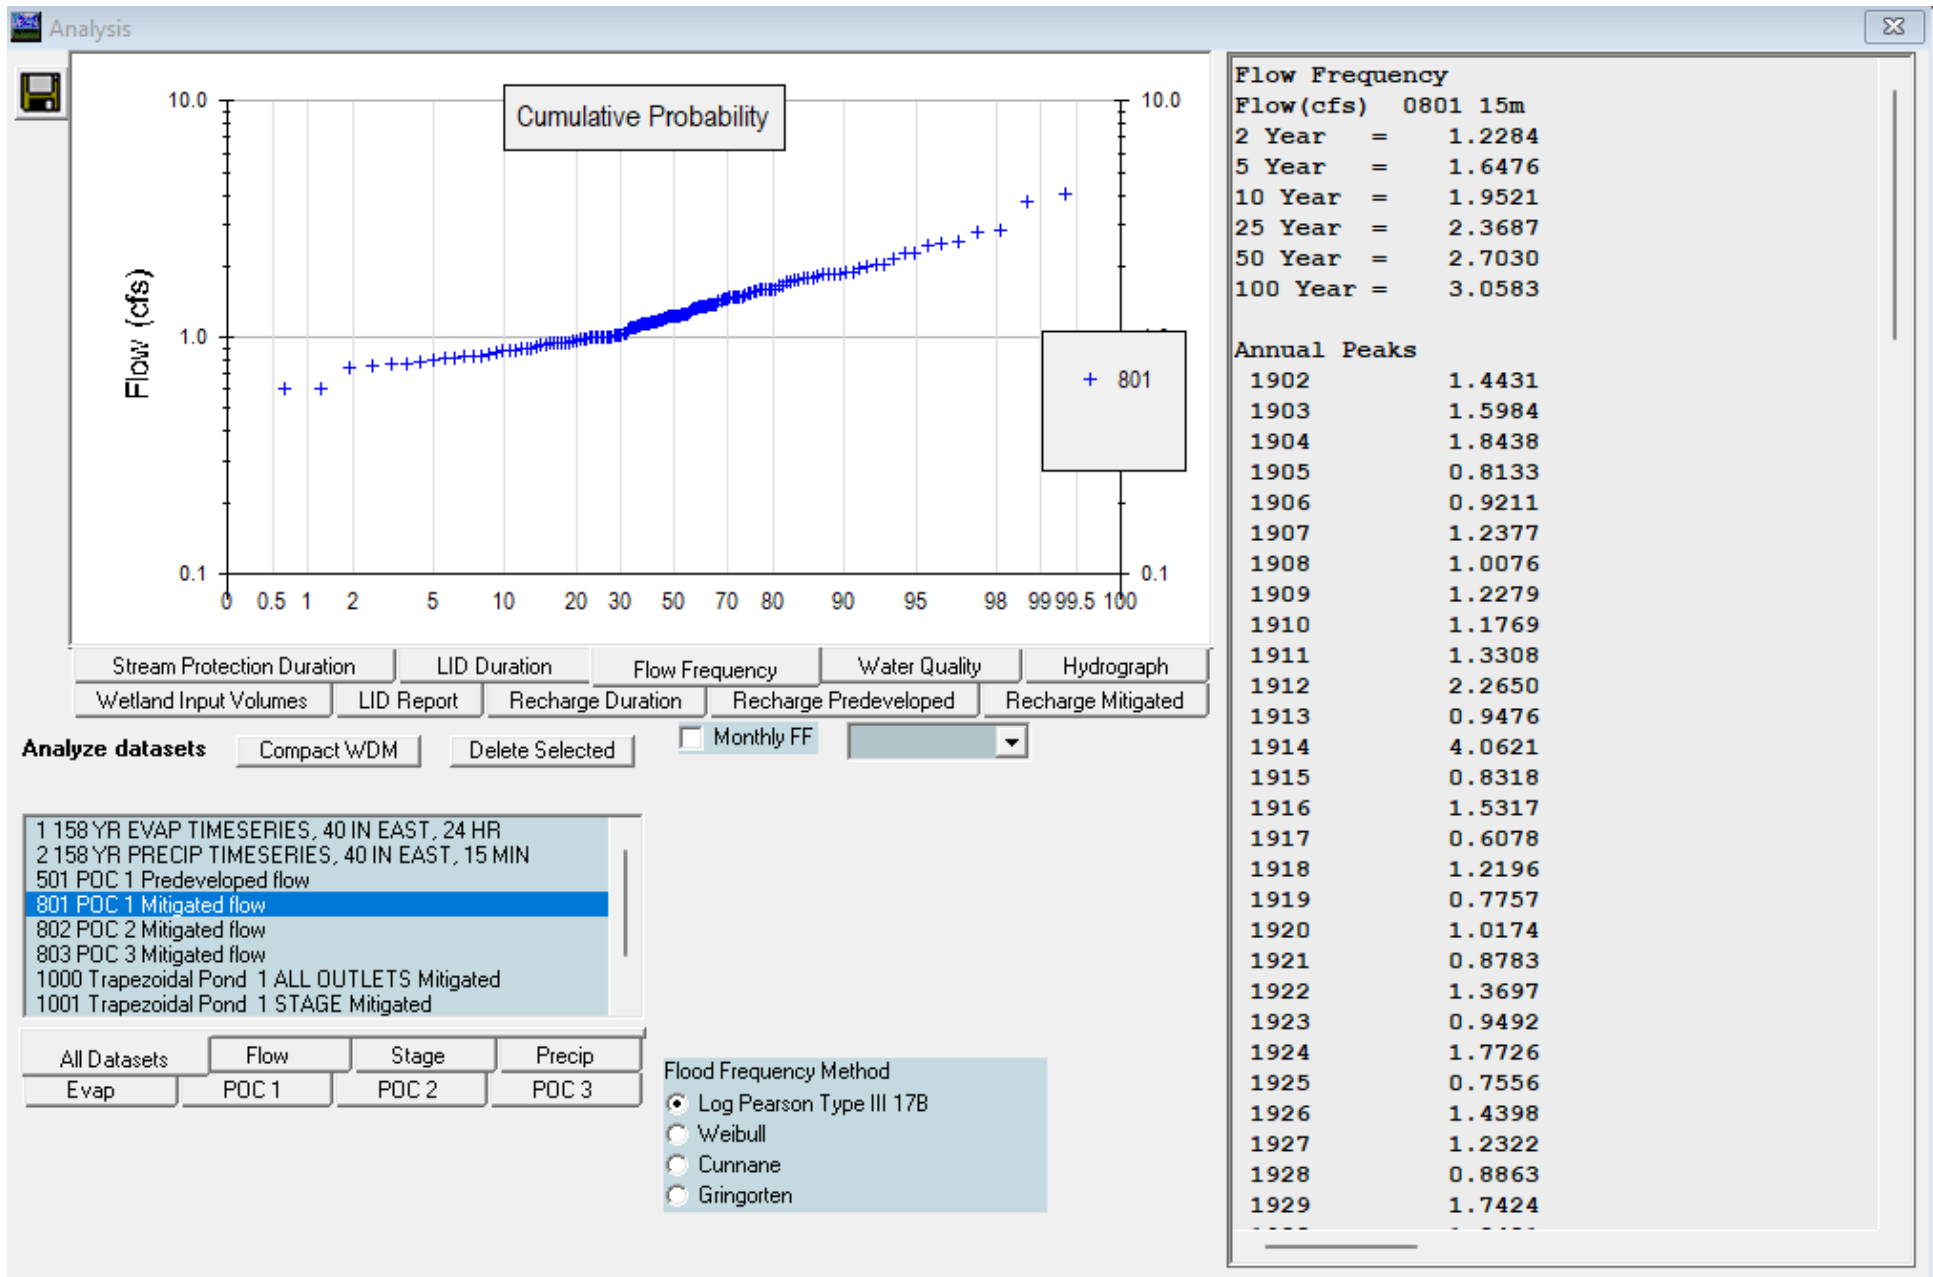 Analysis
Cumulative Probability
10.0
10.0
Flow (cfs)
1.0
801
0.1
0.1
0 0.5 1 2 5 10 20 30 50 70 80 90 95 98 99 99.5 100
Stream Protection Duration LID Duration Flow Frequency Water Quality Hydrograph
Wetland Input Volumes LID Report Recharge Duration Recharge Predeveloped Recharge Mitigated
Analyze datasets Compact WDM Delete Selected Monthly FF
1 158 YR EVAP TIMESERIES, 40 IN EAST, 24 HR
2 158 YR PRECIP TIMESERIES, 40 IN EAST, 15 MIN
501 POC 1 Predeveloped flow
801 POC 1 Mitigated flow
802 POC 2 Mitigated flow
803 POC 3 Mitigated flow
1000 Trapezoidal Pond 1 ALL OUTLETS Mitigated
1001 Trapezoidal Pond 1 STAGE Mitigated
All Datasets Flow Stage Precip
Evap POC 1 POC 2 POC 3
Flood Frequency Method
Log Pearson Type III 17B
Weibull
Cunnane
Gringorten
Flow Frequency
Flow(cfs) 0801 15m
2 Year = 1.2284
5 Year = 1.6476
10 Year = 1.9521
25 Year = 2.3687
50 Year = 2.7030
100 Year = 3.0583
Annual Peaks
1902 1.4431
1903 1.5984
1904 1.8438
1905 0.8133
1906 0.9211
1907 1.2377
1908 1.0076
1909 1.2279
1910 1.1769
1911 1.3308
1912 2.2650
1913 0.9476
1914 4.0621
1915 0.8318
1916 1.5317
1917 0.6078
1918 1.2196
1919 0.7757
1920 1.0174
1921 0.8783
1922 1.3697
1923 0.9492
1924 1.7726
1925 0.7556
1926 1.4398
1927 1.2322
1928 0.8863
1929 1.7424